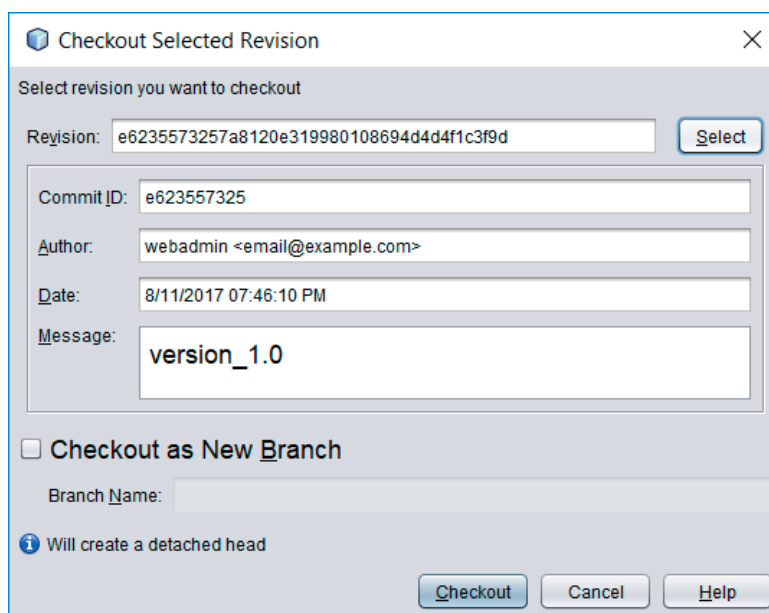 Checkout Selected Revision
Select revision you want to checkout
Revision: e6235573257a8120e319980108694d4d4f1c3f9d Select
Commit ID: e623557325
Author: webadmin <email@example.com>
Date: 8/11/2017 07:46:10 PM
Message: version_1.0
Checkout as New Branch
Branch Name:
Will create a detached head
Checkout Cancel Help